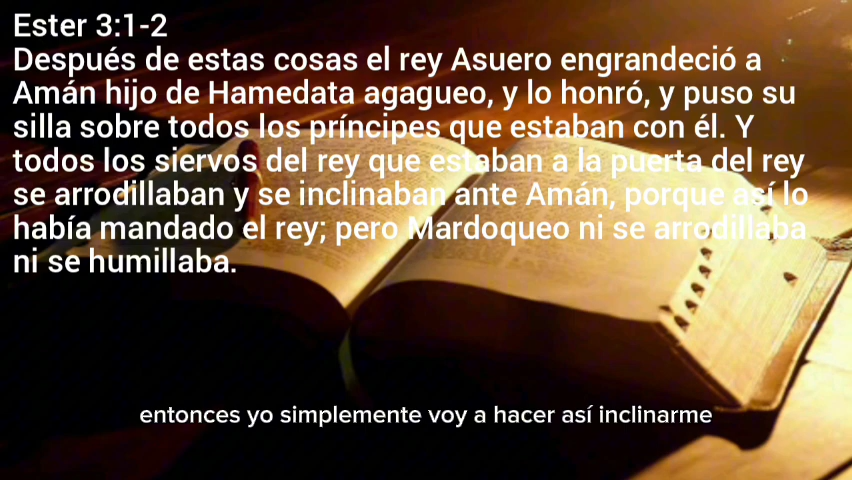 Ester 3:1-2
Después de estas cosas el rey Asuero engrandeció a
Amán hijo de Hamedata agagueo, y lo honró, y puso su
silla sobre todos los príncipes que estaban con él. Y
todos los siervos del rey que estaban a la puerta del rey
se arrodillaban y se inclinaban ante Amán, porque así lo
había mandado el rey; pero Mardoqueo ni se arrodillaba
ni se humillaba.
entonces yo simplemente voy a hacer así inclinarme